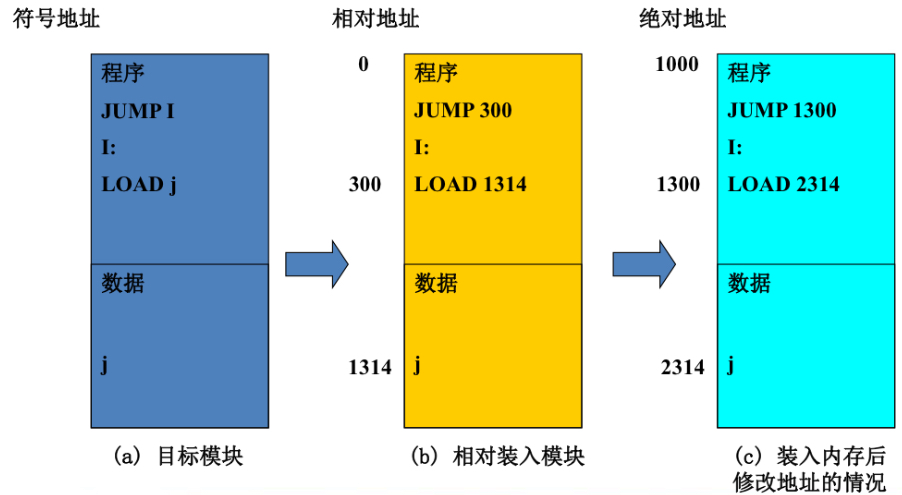 符号地址
程序
JUMP I
I:
LOAD j
数据
j
(a) 目标模块
相对地址
0
程序
JUMP 300
I:
300
LOAD 1314
数据
1314
j
(b) 相对装入模块
绝对地址
1000
程序
JUMP 1300
I:
1300
LOAD 2314
数据
2314
j
(c) 装入内存后
修改地址的情况